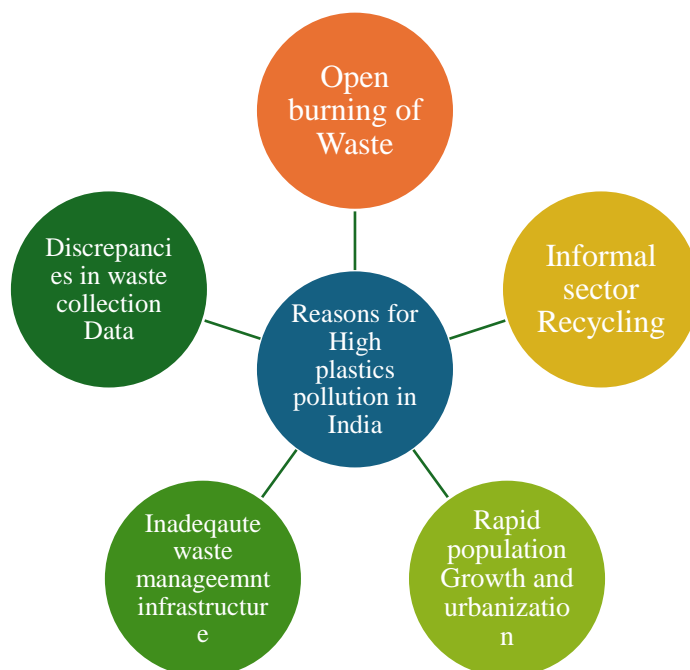 Open
burning of
Waste
Informal
sector
Recycling
Rapid
population
Growth and
urbanizatio
n
Inadeqaute
waste
manageemnt
infrastructur
e
Discrepanci
es in waste
collection
Data
Reasons for
High
plastics
pollution in
India